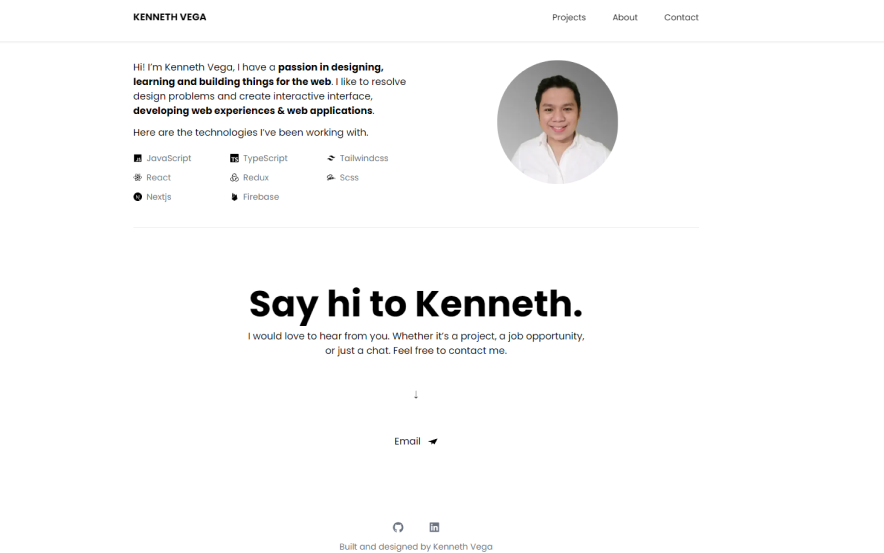 KENNETH VEGA
Projects
About
Contact
Hi! I'm Kenneth Vega, I have a passion in designing,
learning and building things for the web. I like to resolve
design problems and create interactive interface,
developing web experiences & web applications.
Here are the technologies I've been working with.
JS JavaScript
TS TypeScript
Tailwindcss
React
Redux
Scss
N Nextjs
Firebase
Say hi to Kenneth.
I would love to hear from you. Whether it's a project, a job opportunity,
or just a chat. Feel free to contact me.
↓
Email
in
Built and designed by Kenneth Vega